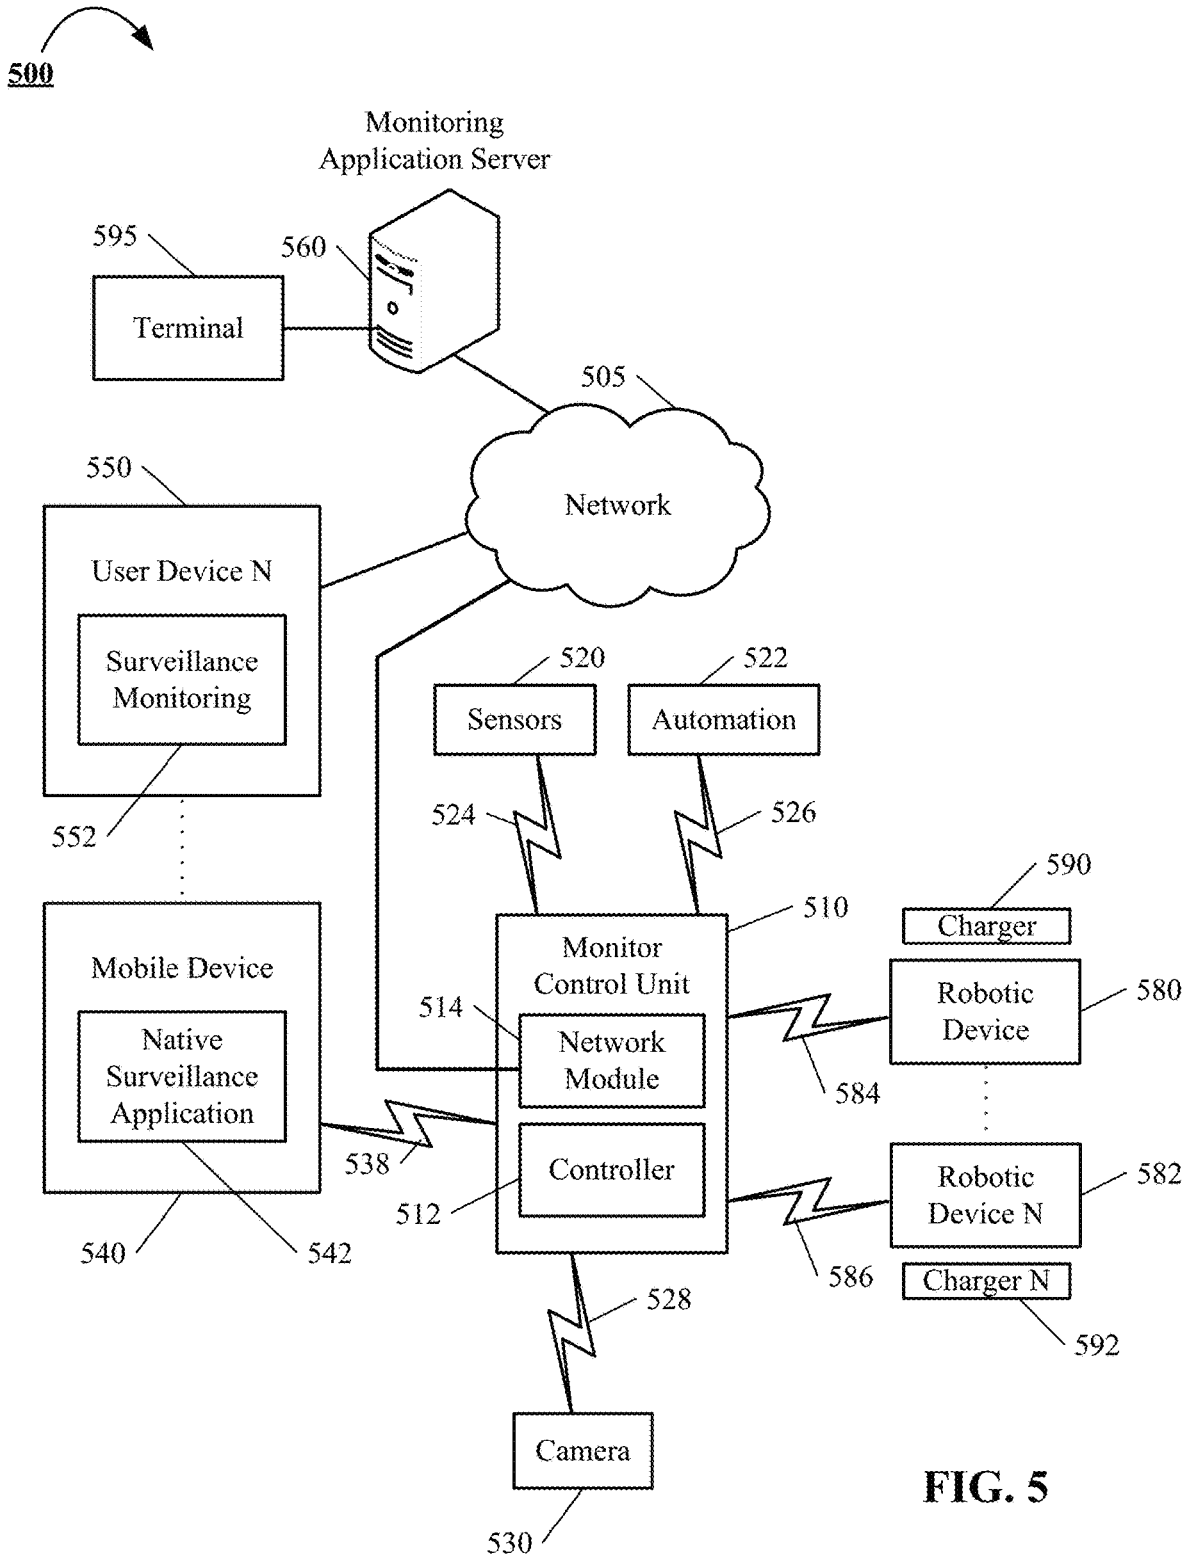 500
Monitoring
Application Server
595
560
Terminal
505
Network
550
User Device N
Surveillance
Monitoring
552
520
522
Sensors
Automation
524
526
510
590
Charger
Monitor
Control Unit
514
Network
Module
Robotic
Device
580
584
Mobile Device
Native
Surveillance
Application
538
Controller
512
Robotic
Device N
582
586
Charger N
592
540
542
528
Camera
530
FIG. 5